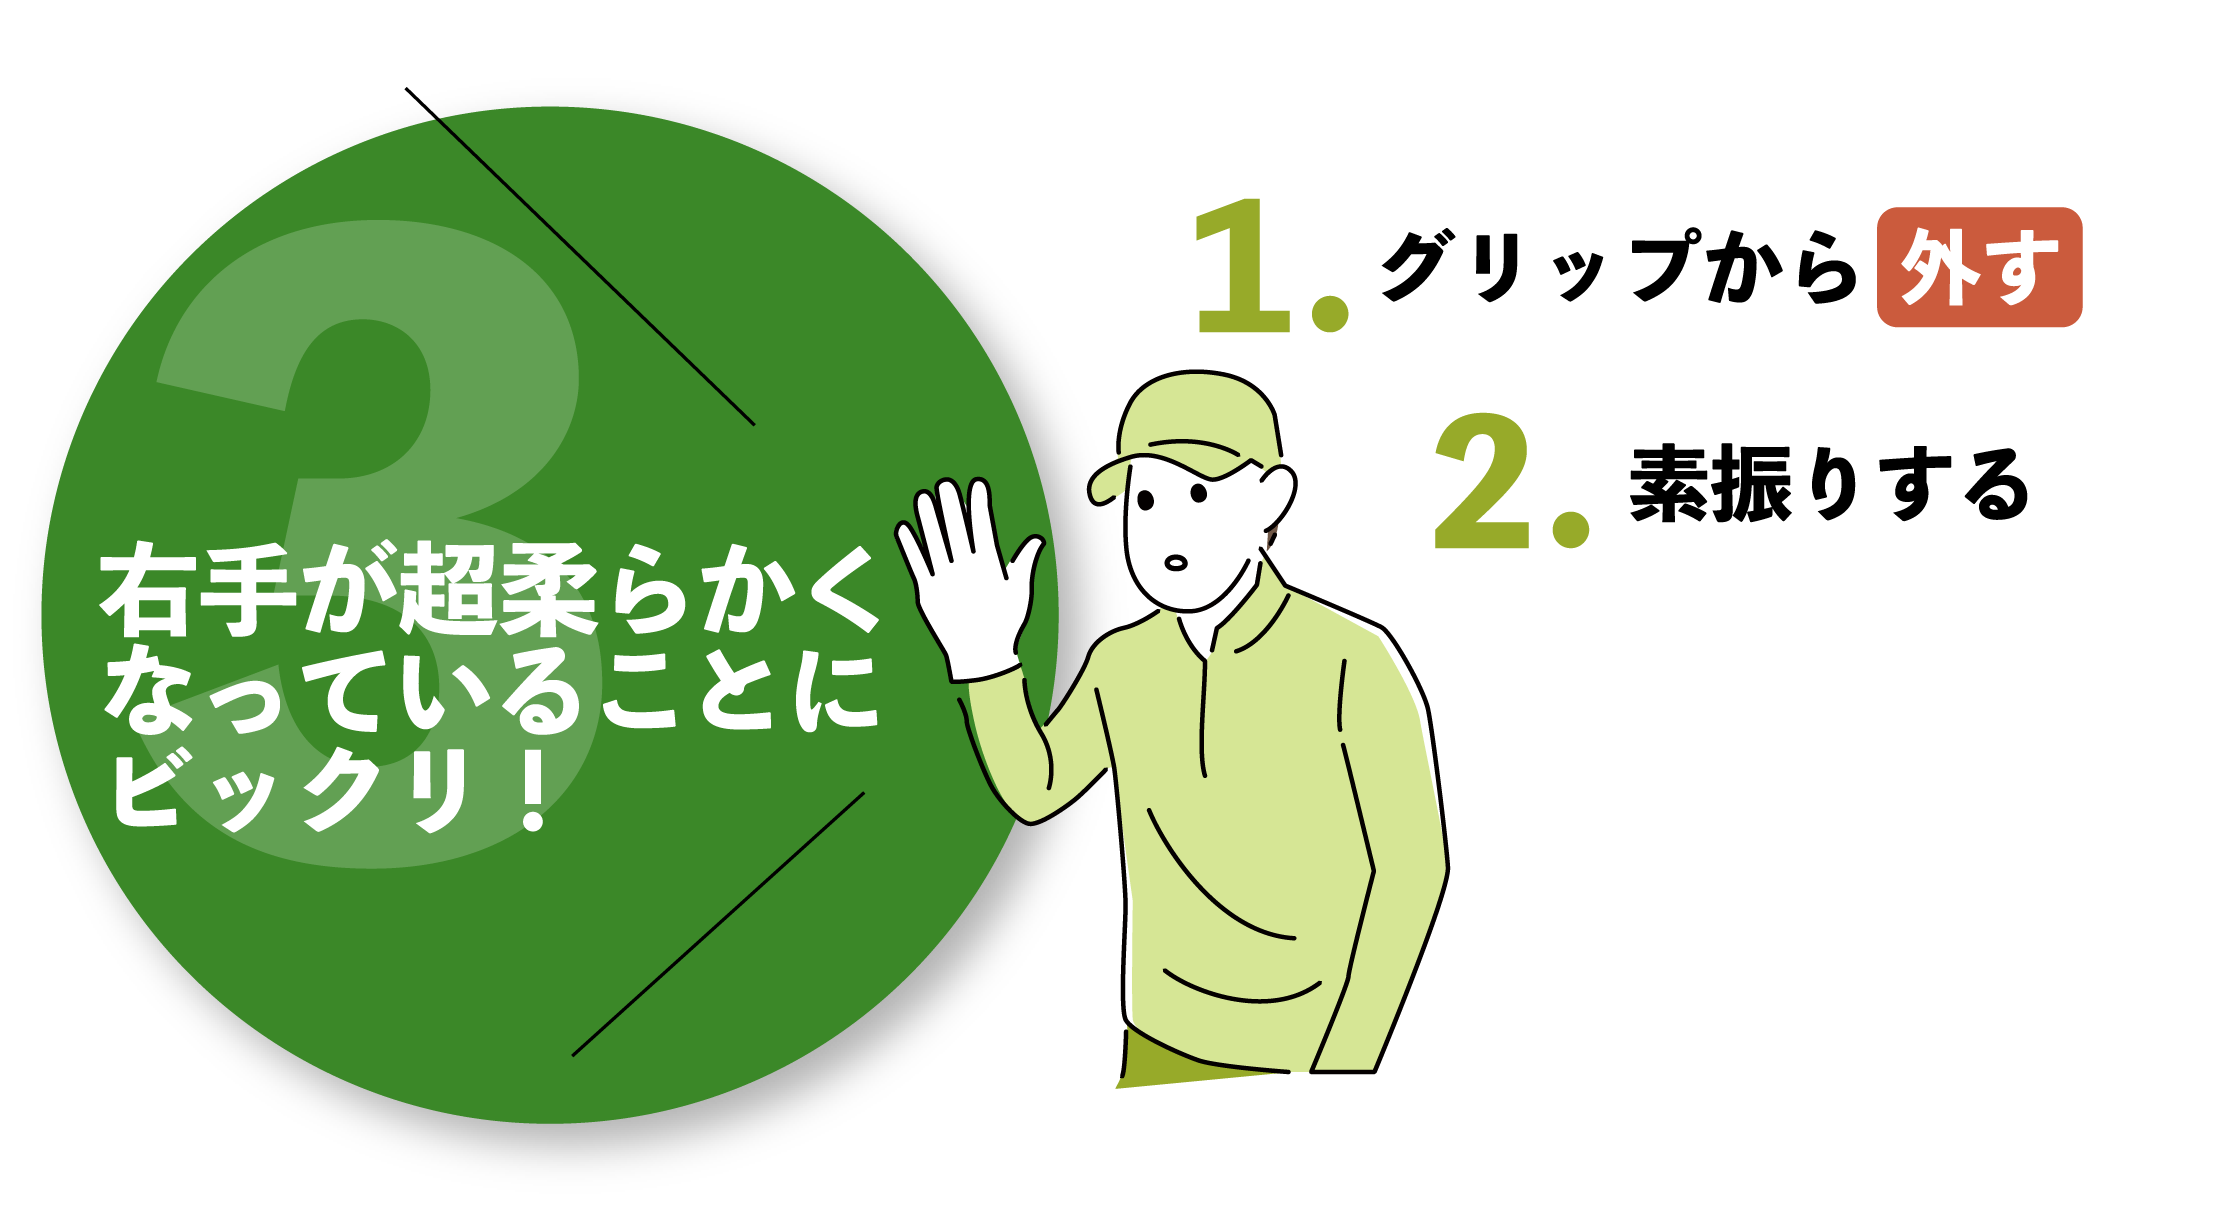 3
右手が超柔らかく
なっていることに
ビックリ！
1. グリップから 外す
2. 素振りする